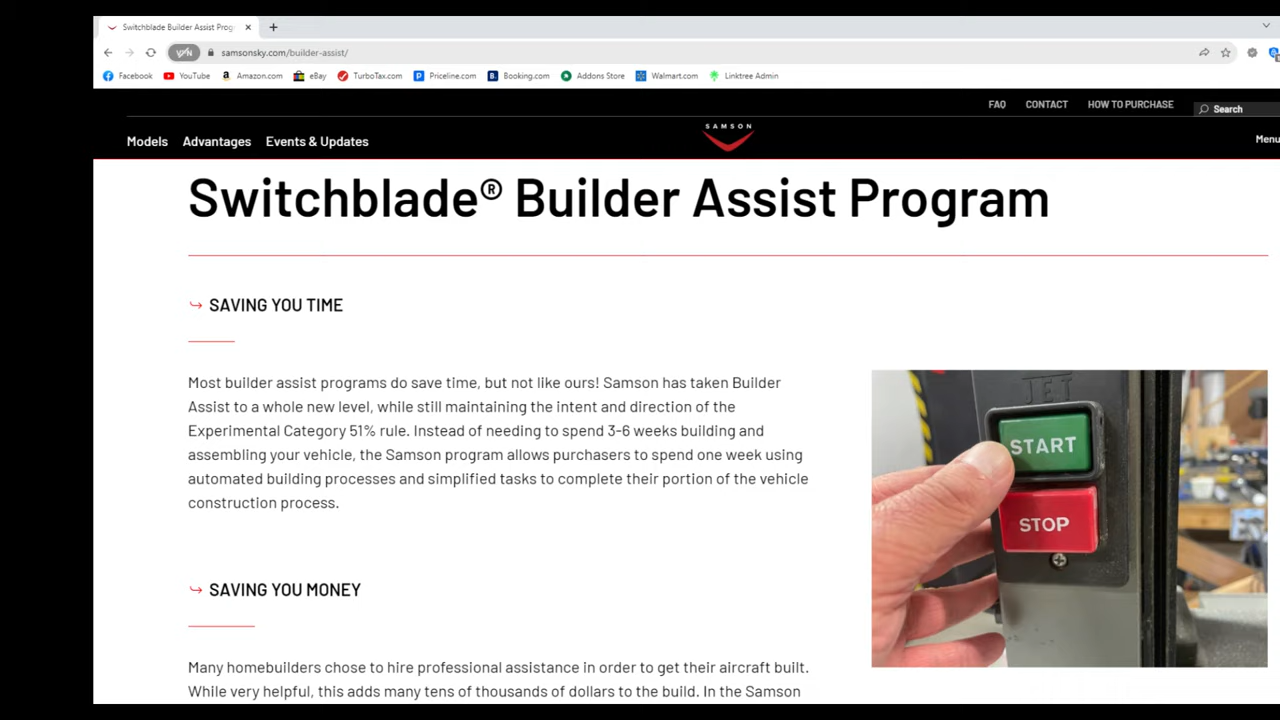 Switchblade Builder Assist Prog
samsonsky.com/builder-assist/
Facebook YouTube Amazon.com eBay TurboTax.com Priceline.com Booking.com Addons Store Walmart.com Linktree Admin
FAQ CONTACT HOW TO PURCHASE Search
Models Advantages Events & Updates SAMSON Menu
Switchblade® Builder Assist Program
SAVING YOU TIME
Most builder assist programs do save time, but not like ours! Samson has taken Builder
Assist to a whole new level, while still maintaining the intent and direction of the
Experimental Category 51% rule. Instead of needing to spend 3-6 weeks building and
assembling your vehicle, the Samson program allows purchasers to spend one week using
automated building processes and simplified tasks to complete their portion of the vehicle
construction process.
JET
START
STOP
SAVING YOU MONEY
Many homebuilders chose to hire professional assistance in order to get their aircraft built.
While very helpful, this adds many tens of thousands of dollars to the build. In the Samson